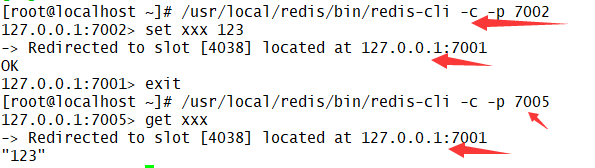 [root@localhost ~]# /usr/local/redis/bin/redis-cli -c -p 7002
127.0.0.1:7002> set xxx 123
-> Redirected to slot [4038] located at 127.0.0.1:7001
OK
127.0.0.1:7001> exit
[root@localhost ~]# /usr/local/redis/bin/redis-cli -c -p 7005
127.0.0.1:7005> get xxx
-> Redirected to slot [4038] located at 127.0.0.1:7001
"123"